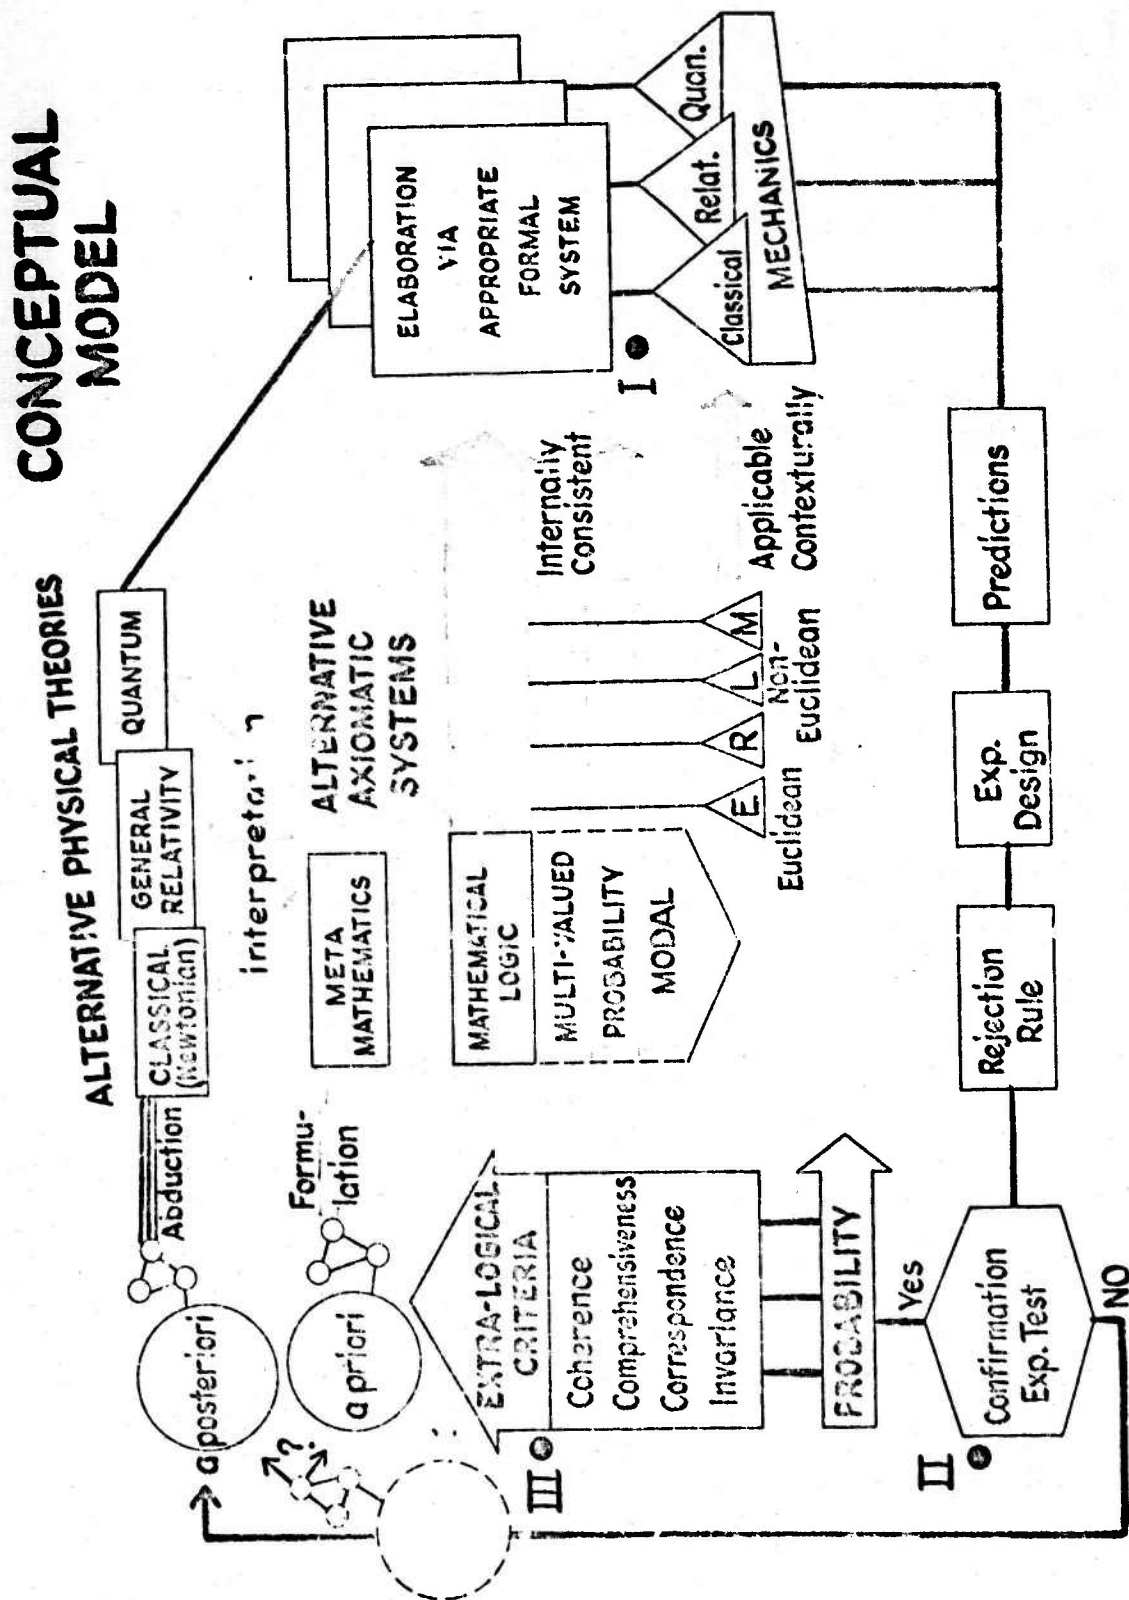 CONCEPTUAL
MODEL
ALTERNATIVE PHYSICAL THEORIES
a posteriori
Abduction
CLASSICAL
(Newtonian)
GENERAL
RELATIVITY
QUANTUM
?
a priori
Formu-
lation
META
MATHEMATICS
ALTERNATIVE
AXIOMATIC
SYSTEMS
ELABORATION
VIA
APPROPRIATE
FORMAL
SYSTEM
EXTRA-LOGICAL
CRITERIA
Coherence
Comprehensiveness
Correspondence
Invariance
III
MATHEMATICAL
LOGIC
MULTI-VALUED
PROBABILITY
MODAL
Internally
Consistent
I
E
R
L
M
Euclidean
Non-
Euclidean
Applicable
Contexturally
Classical
Relat.
Quan.
MECHANICS
PROBABILITY
Yes
II
Confirmation
Exp. Test
NO
Rejection
Rule
Exp.
Design
Predictions